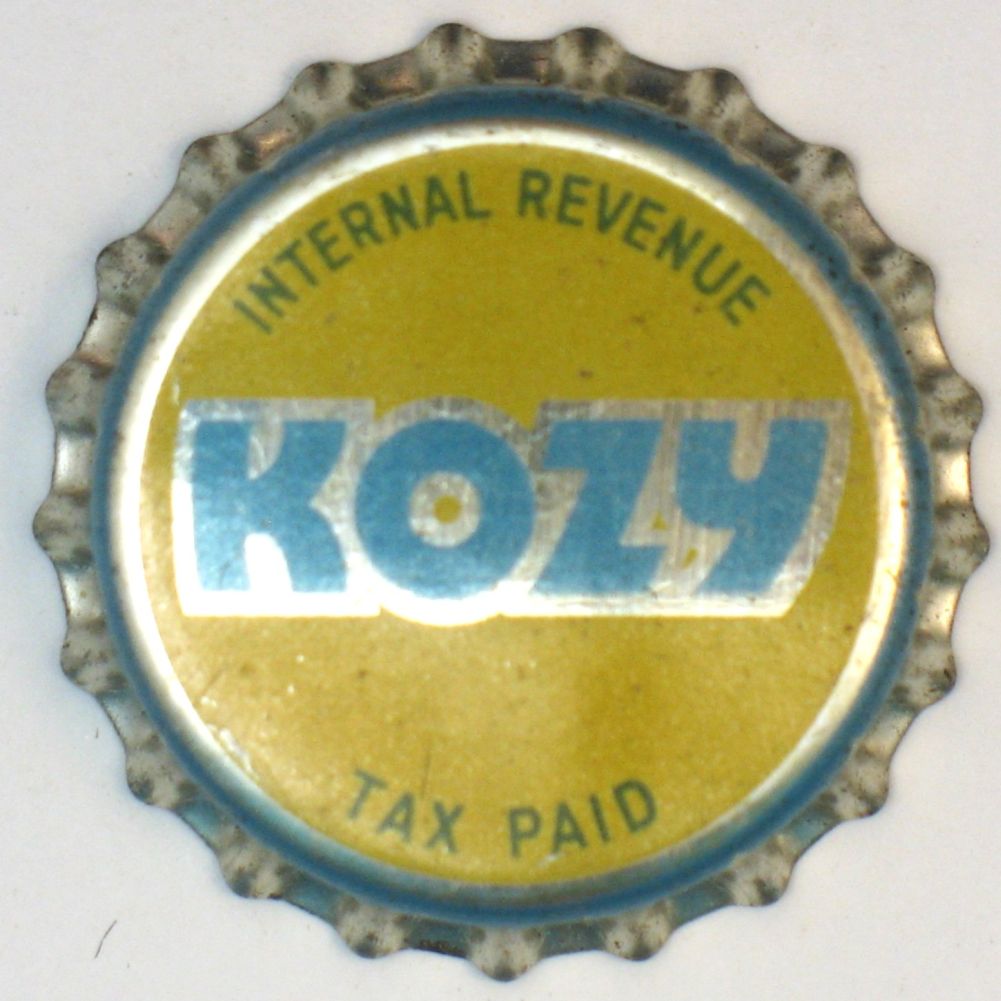 INTERNAL REVENUE
KOZY
TAX PAID